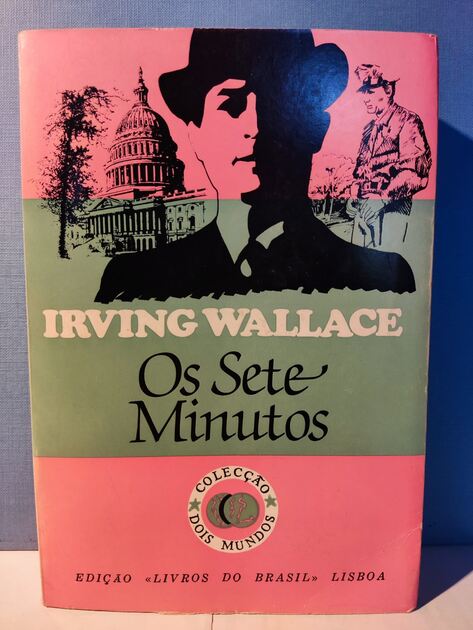 IRVING WALLACE
Os Sete
Minutos
COLECÇÃO
DOIS MUNDOS
EDIÇÃO «LIVROS DO BRASIL» LISBOA